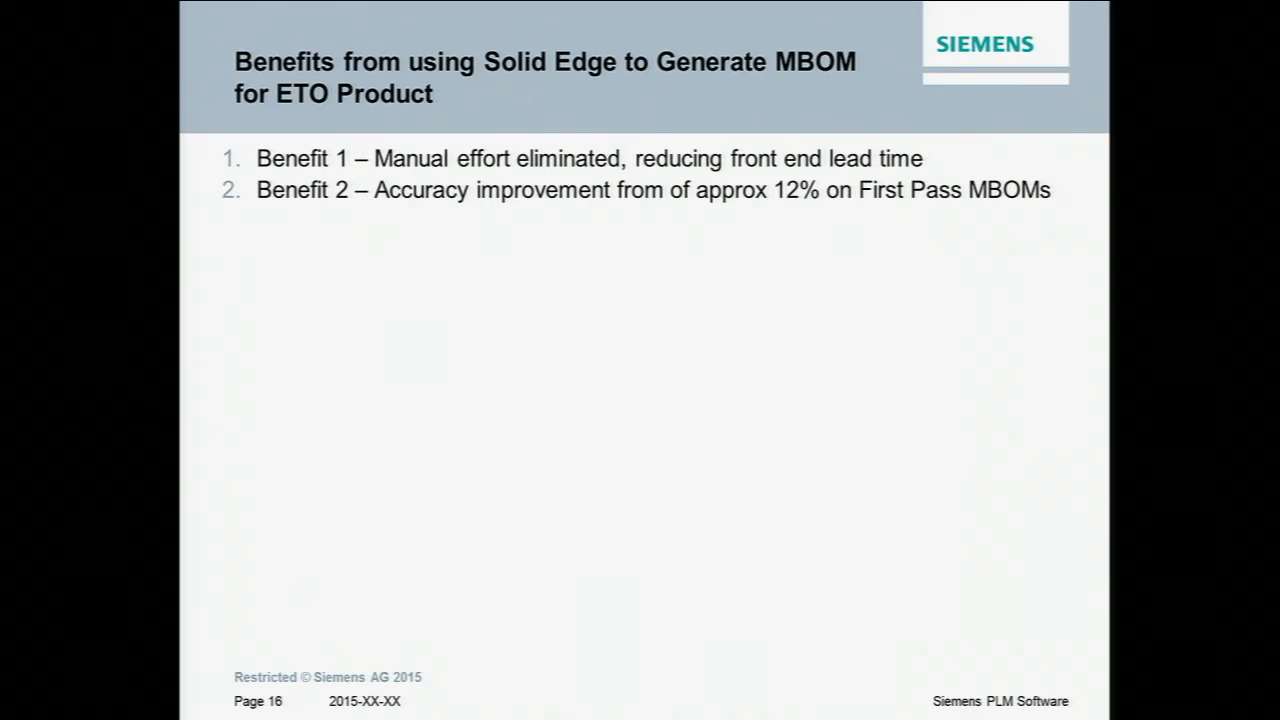 Benefits from using Solid Edge to Generate MBOM
for ETO Product
SIEMENS
1. Benefit 1 – Manual effort eliminated, reducing front end lead time
2. Benefit 2 – Accuracy improvement from of approx 12% on First Pass MBOMs
Restricted © Siemens AG 2015
Page 16 2015-XX-XX Siemens PLM Software